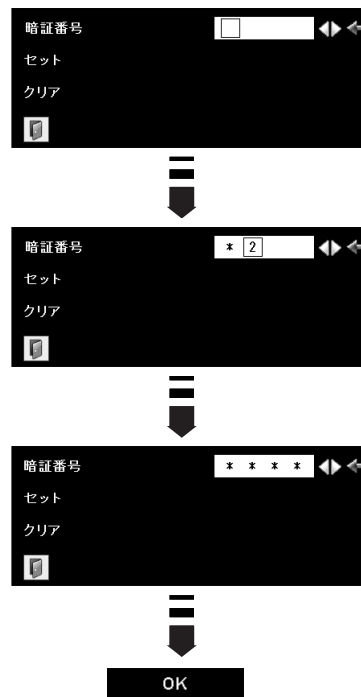 暗証番号
セット
クリア
暗証番号 * 2
セット
クリア
暗証番号 * * * *
セット
クリア
OK